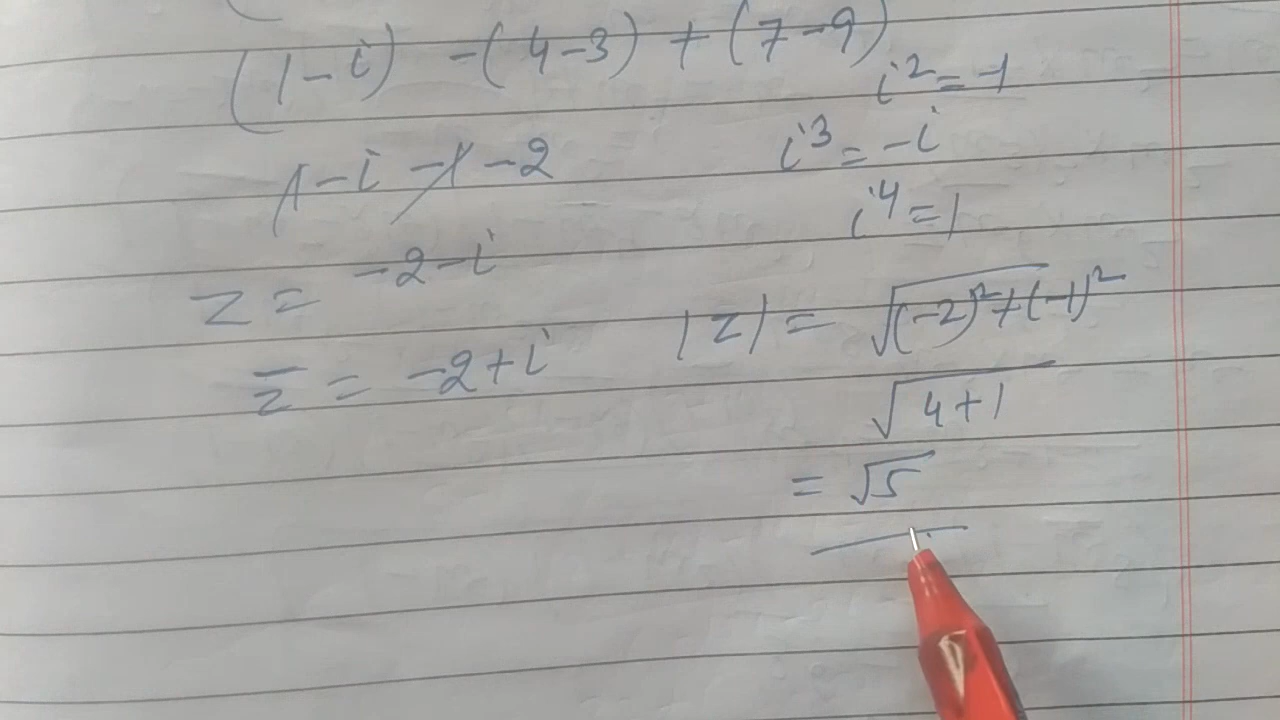 (1-i) -(4-3) + (7-9)
i² = -1
1-i -1 -2
i³ = -i
i⁴ = 1
z = -2-i
|z| = √(-2)²+(-1)²
z̅ = -2+i
√4+1
= √5